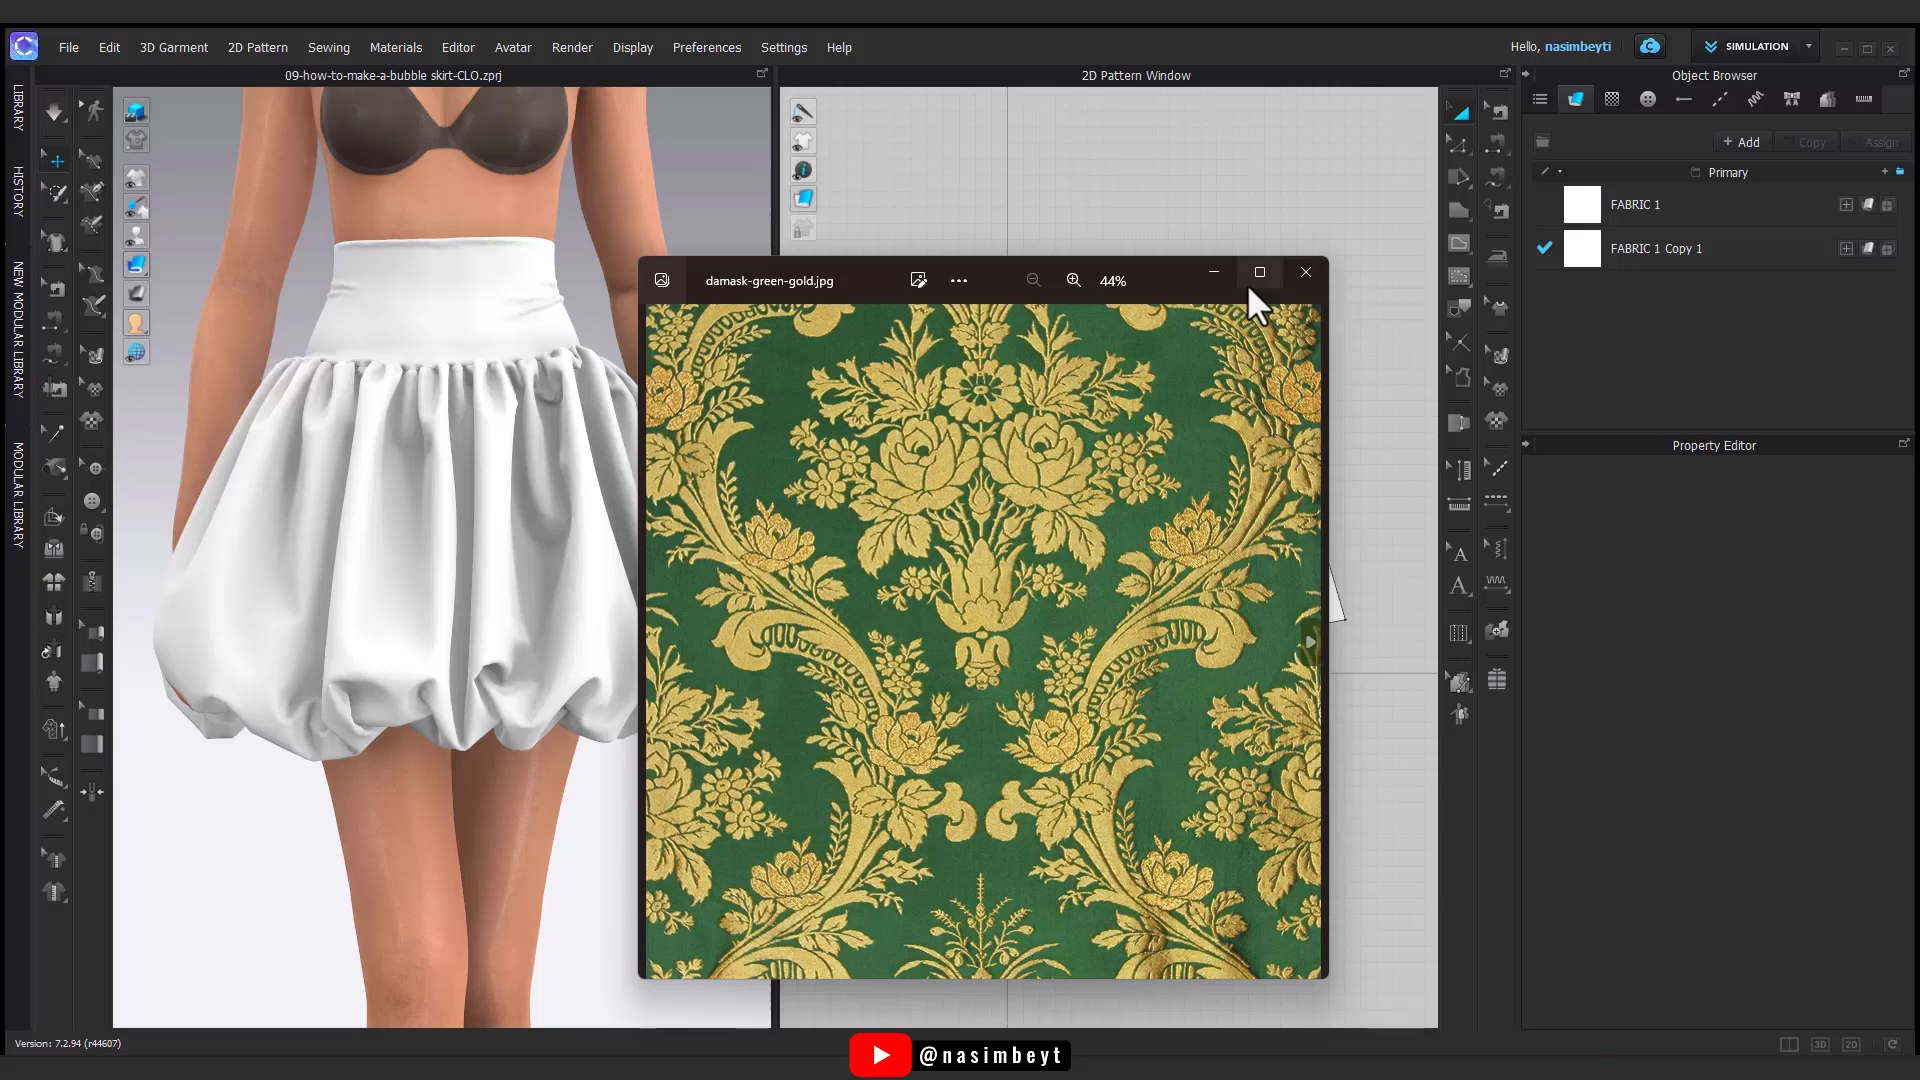 File Edit 3D Garment 2D Pattern Sewing Materials Editor Avatar Render Display Preferences Settings Help
Hello, nasimbeyti
SIMULATION
09-how-to-make-a-bubble skirt-CLO.zprj
2D Pattern Window
Object Browser
LIBRARY
HISTORY
NEW MODULAR LIBRARY
MODULAR LIBRARY
+ Add
Copy
Assign
Primary
FABRIC 1
FABRIC 1 Copy 1
damask-green-gold.jpg
44%
Property Editor
A
A
Version: 7.2.94 (r44607)
3D
2D
@nasimbeyt